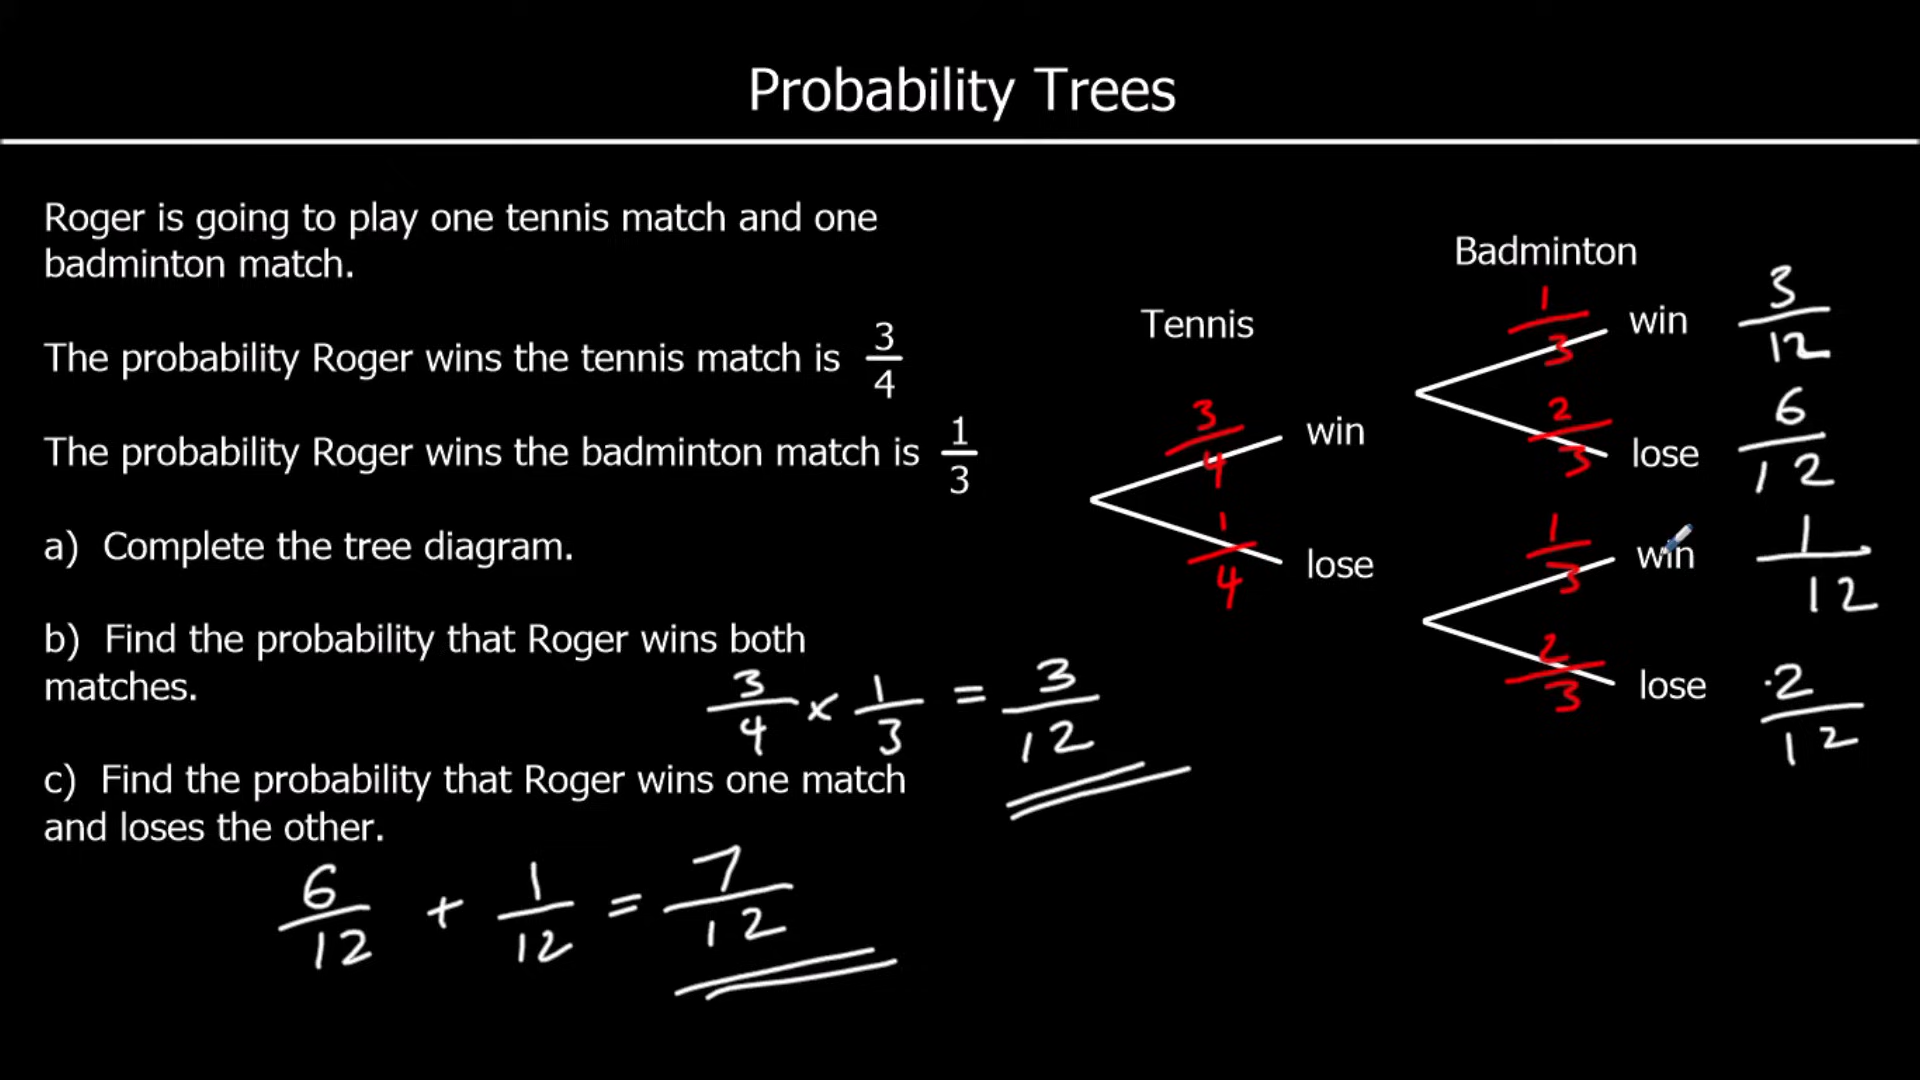 Probability Trees
Roger is going to play one tennis match and one
badminton match.
The probability Roger wins the tennis match is 3/4
The probability Roger wins the badminton match is 1/3
a) Complete the tree diagram.
b) Find the probability that Roger wins both
matches.
3/4 × 1/3 = 3/12
c) Find the probability that Roger wins one match
and loses the other.
6/12 + 1/12 = 7/12
Tennis
3/4 win
1/4 lose
Badminton
1/3 win 3/12
2/3 lose 6/12
1/3 win 1/12
2/3 lose 2/12